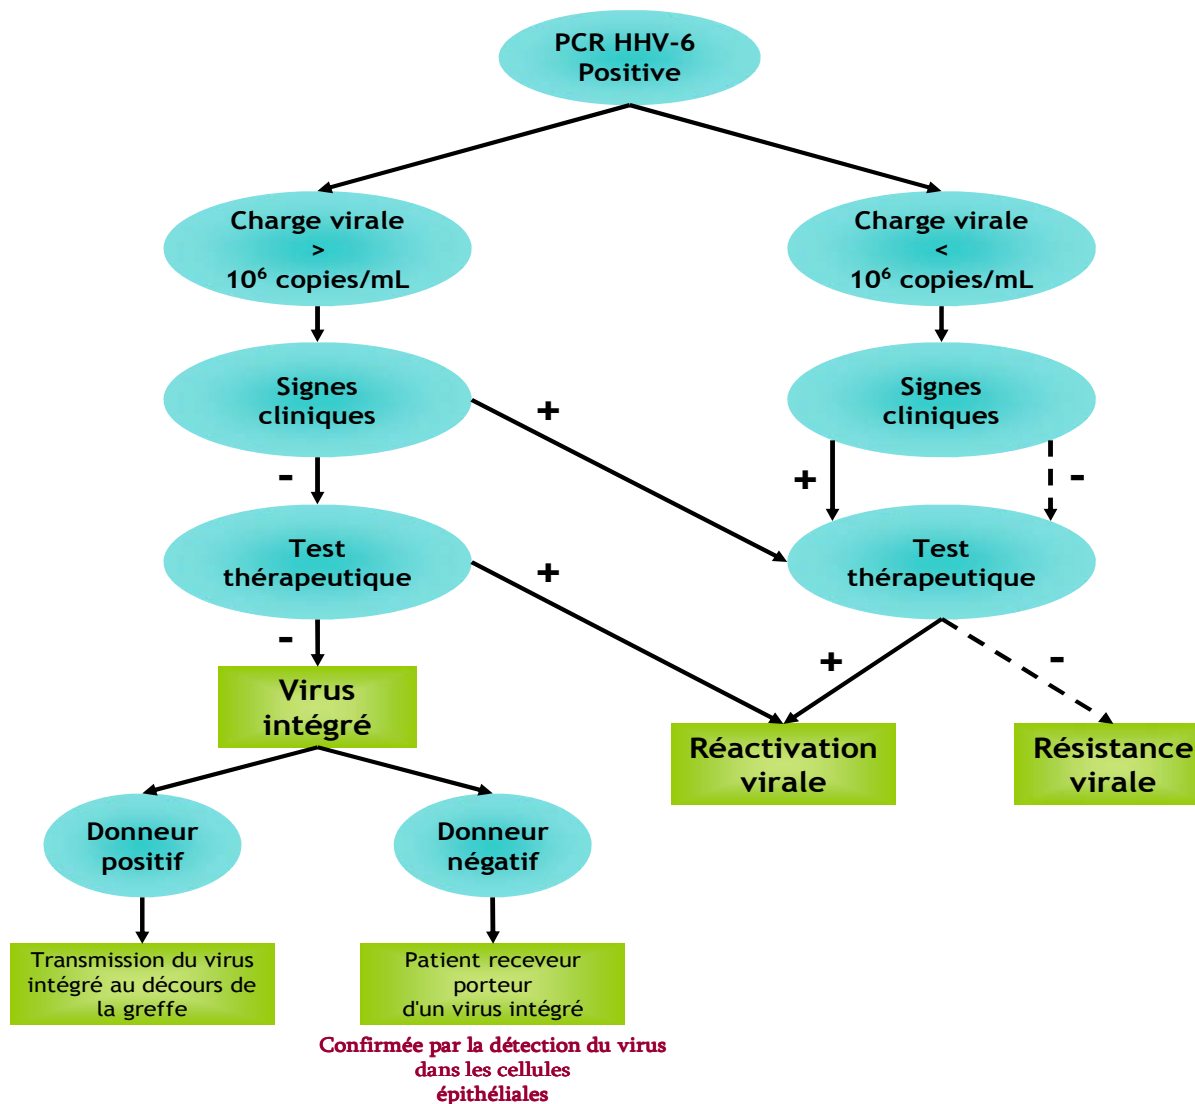 PCR HHV-6
Positive
Charge virale
>
10⁶ copies/mL
Charge virale
<
10⁶ copies/mL
Signes
cliniques
Signes
cliniques
+
+
-
-
Test
thérapeutique
Test
thérapeutique
+
-
+
-
Virus
intégré
Réactivation
virale
Résistance
virale
Donneur
positif
Donneur
négatif
Transmission du virus
intégré au décours de
la greffe
Patient receveur
porteur
d'un virus intégré
Confirmée par la détection du virus
dans les cellules
épithéliales